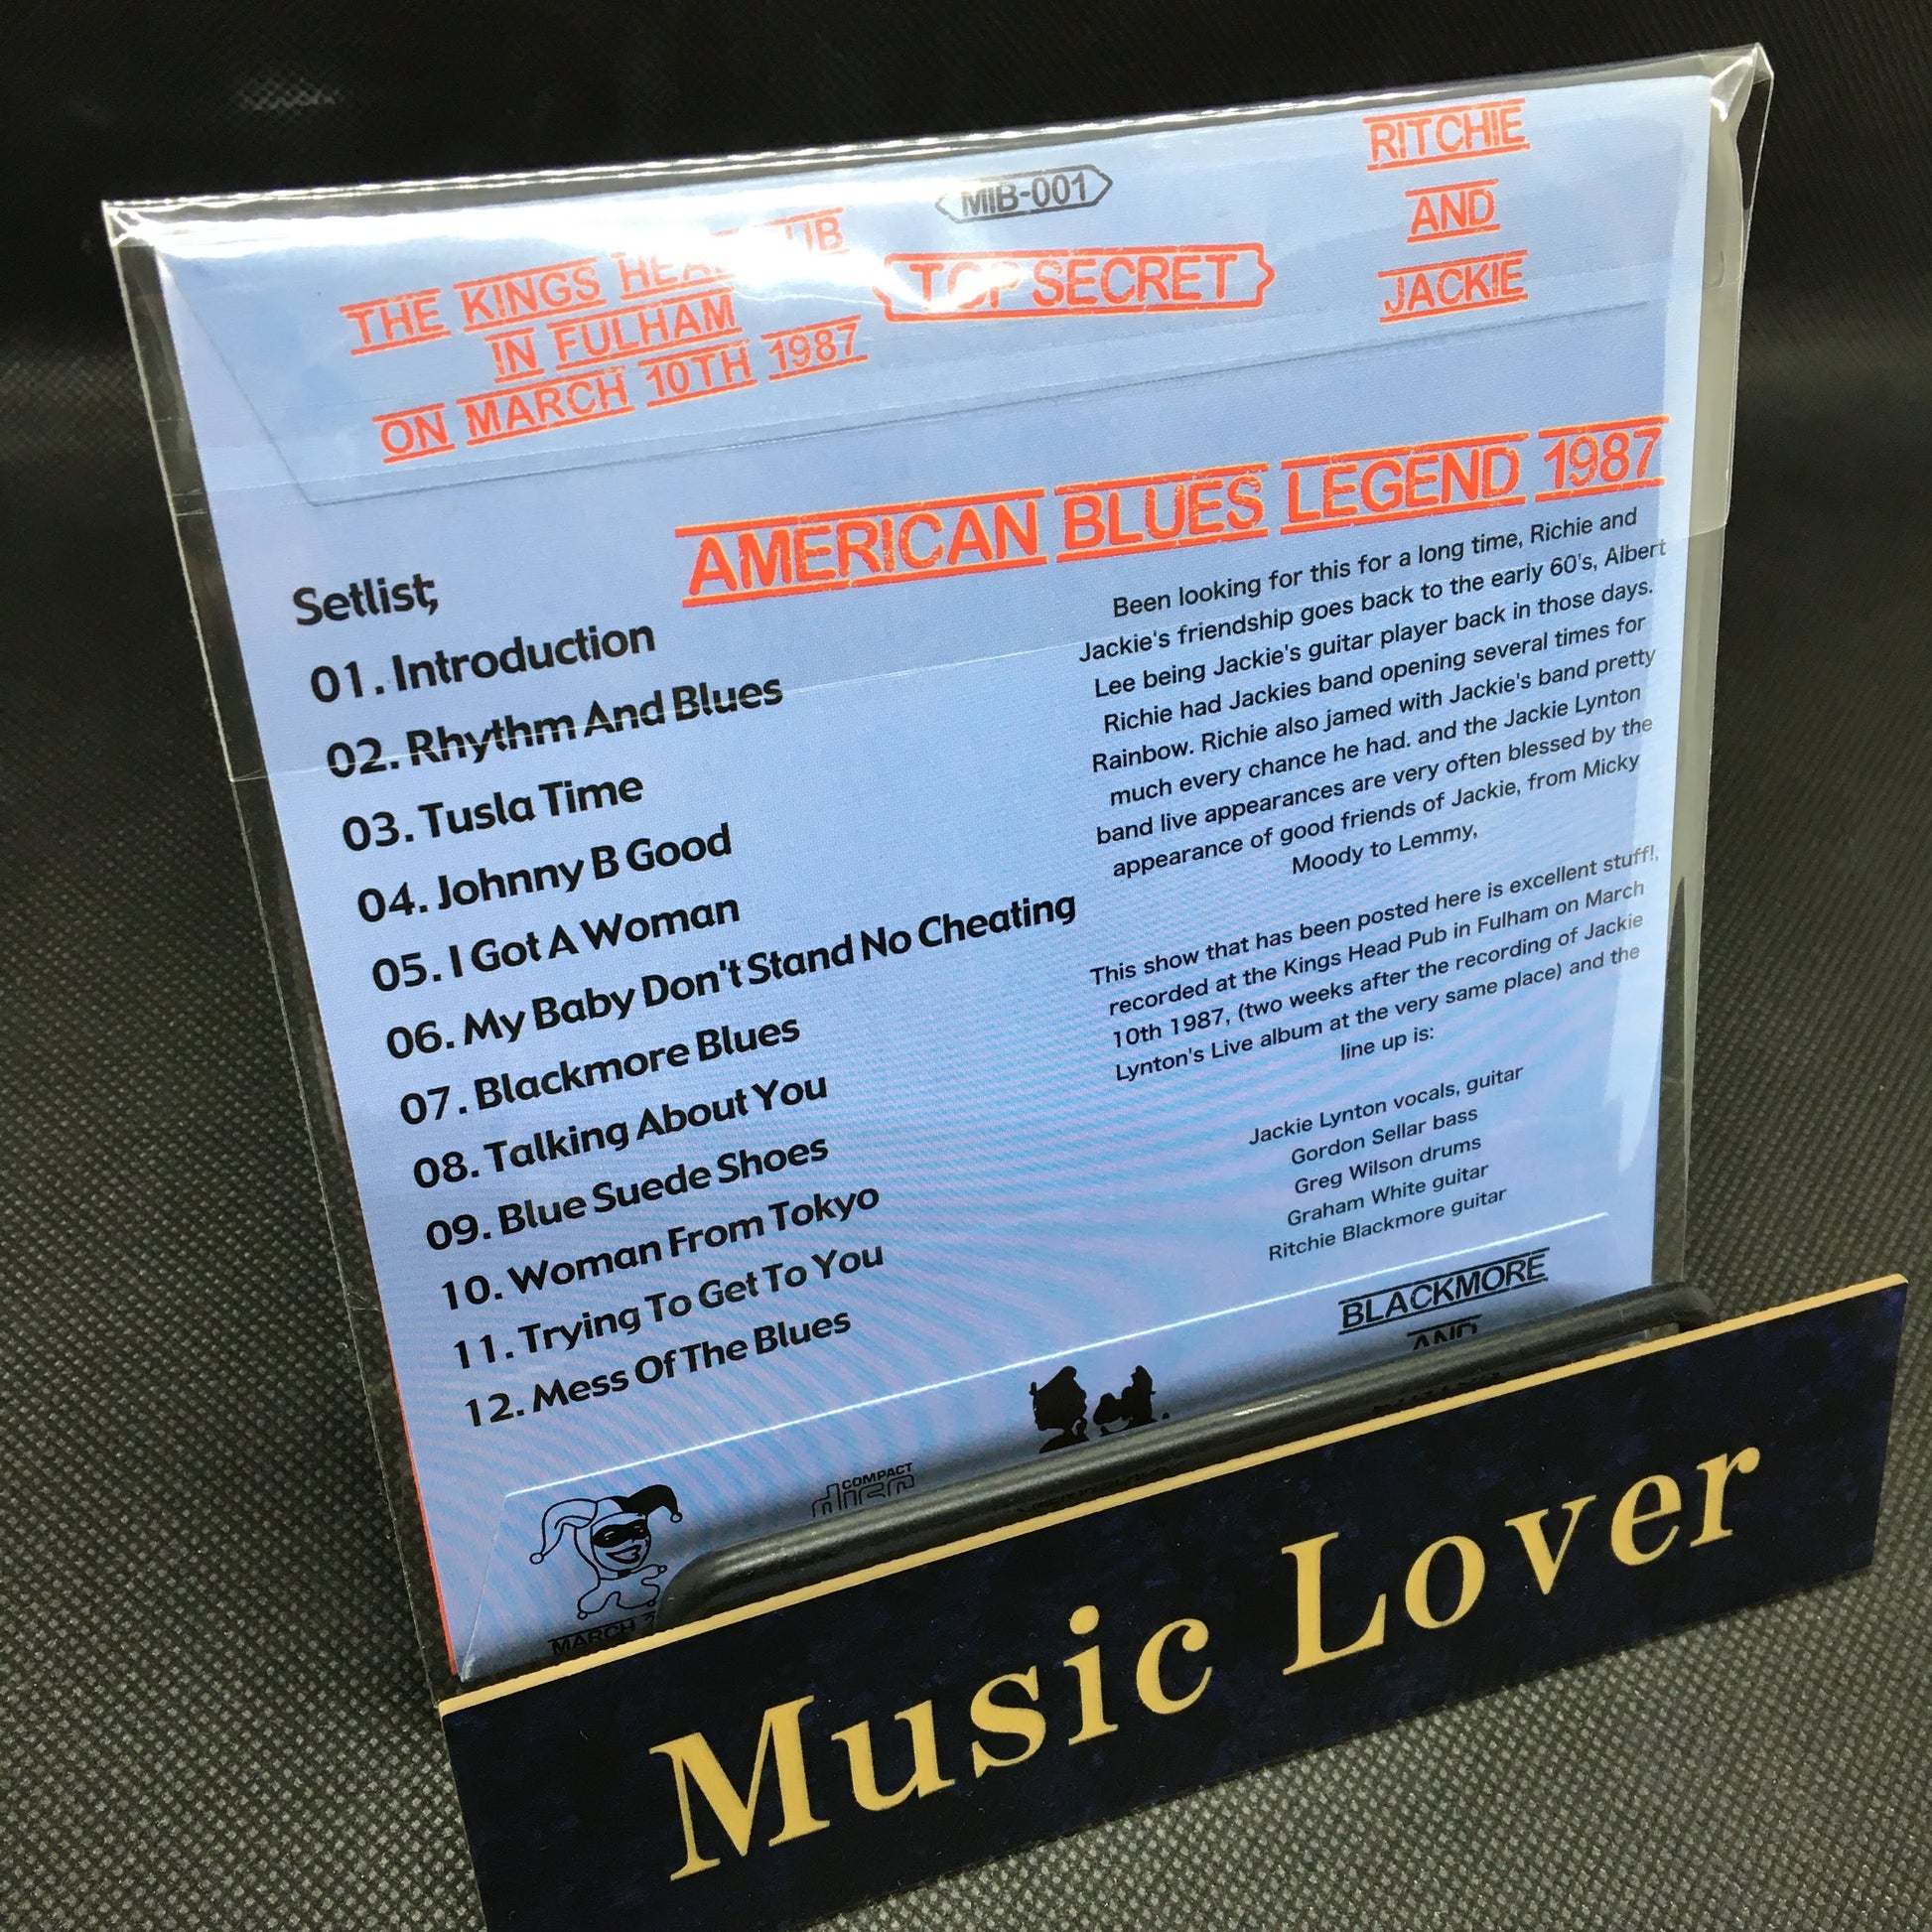 MIB-001
THE KINGS HEAD PUB
IN FULHAM
ON MARCH 10TH 1987
TOP SECRET
RITCHIE
AND
JACKIE
AMERICAN BLUES LEGEND 1987
Setlist;
01. Introduction
02. Rhythm And Blues
03. Tusla Time
04. Johnny B Good
05. I Got A Woman
06. My Baby Don't Stand No Cheating
07. Blackmore Blues
08. Talking About You
09. Blue Suede Shoes
10. Woman From Tokyo
11. Trying To Get To You
12. Mess Of The Blues
Been looking for this for a long time, Richie and
Jackie's friendship goes back to the early 60's, Albert
Lee being Jackie's guitar player back in those days.
Richie had Jackies band opening several times for
Rainbow. Richie also jamed with Jackie's band pretty
much every chance he had. and the Jackie Lynton
band live appearances are very often blessed by the
appearance of good friends of Jackie, from Micky
Moody to Lemmy,
This show that has been posted here is excellent stuff!,
recorded at the Kings Head Pub in Fulham on March
10th 1987, (two weeks after the recording of Jackie
Lynton's Live album at the very same place) and the
line up is:
Jackie Lynton vocals, guitar
Gordon Sellar bass
Greg Wilson drums
Graham White guitar
Ritchie Blackmore guitar
BLACKMORE
AND
COMPACT
disc
MARCH
Music Lover